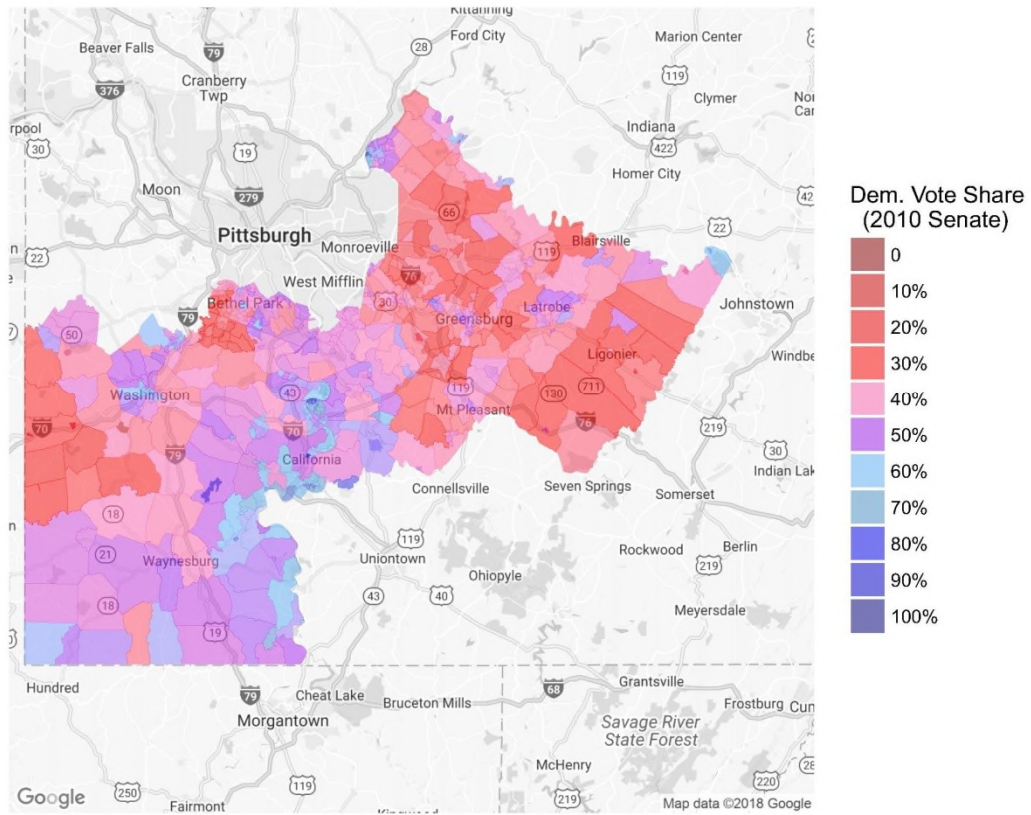 Kittanning
Beaver Falls
79
28
Ford City
Marion Center
Cranberry
Twp
376
119
Clymer
30
19
Indiana
422
Homer City
Moon
279
66
Pittsburgh
Monroeville
119
Blairsville
22
22
76
West Mifflin
79
Bethel Park
30
Latrobe
Johnstown
50
Greensburg
Ligonier
Washington
43
119
130
711
Mt Pleasant
70
70
76
219
79
California
30
Connellsville
Seven Springs
Somerset
18
119
Rockwood
Berlin
21
Waynesburg
Uniontown
Ohiopyle
219
18
43
40
Meyersdale
19
Hundred
79
Cheat Lake
Bruceton Mills
68
Grantsville
Frostburg
Morgantown
Savage River
State Forest
McHenry
Google
250
119
219
220
Fairmont
Map data ©2018 Google
Dem. Vote Share
(2010 Senate)
0
10%
20%
30%
40%
50%
60%
70%
80%
90%
100%